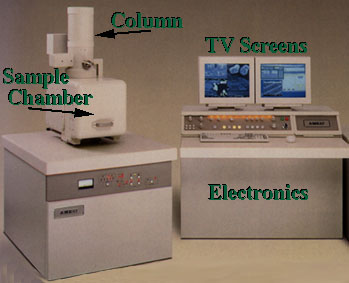 Column
TV Screens
Sample
Chamber
Electronics